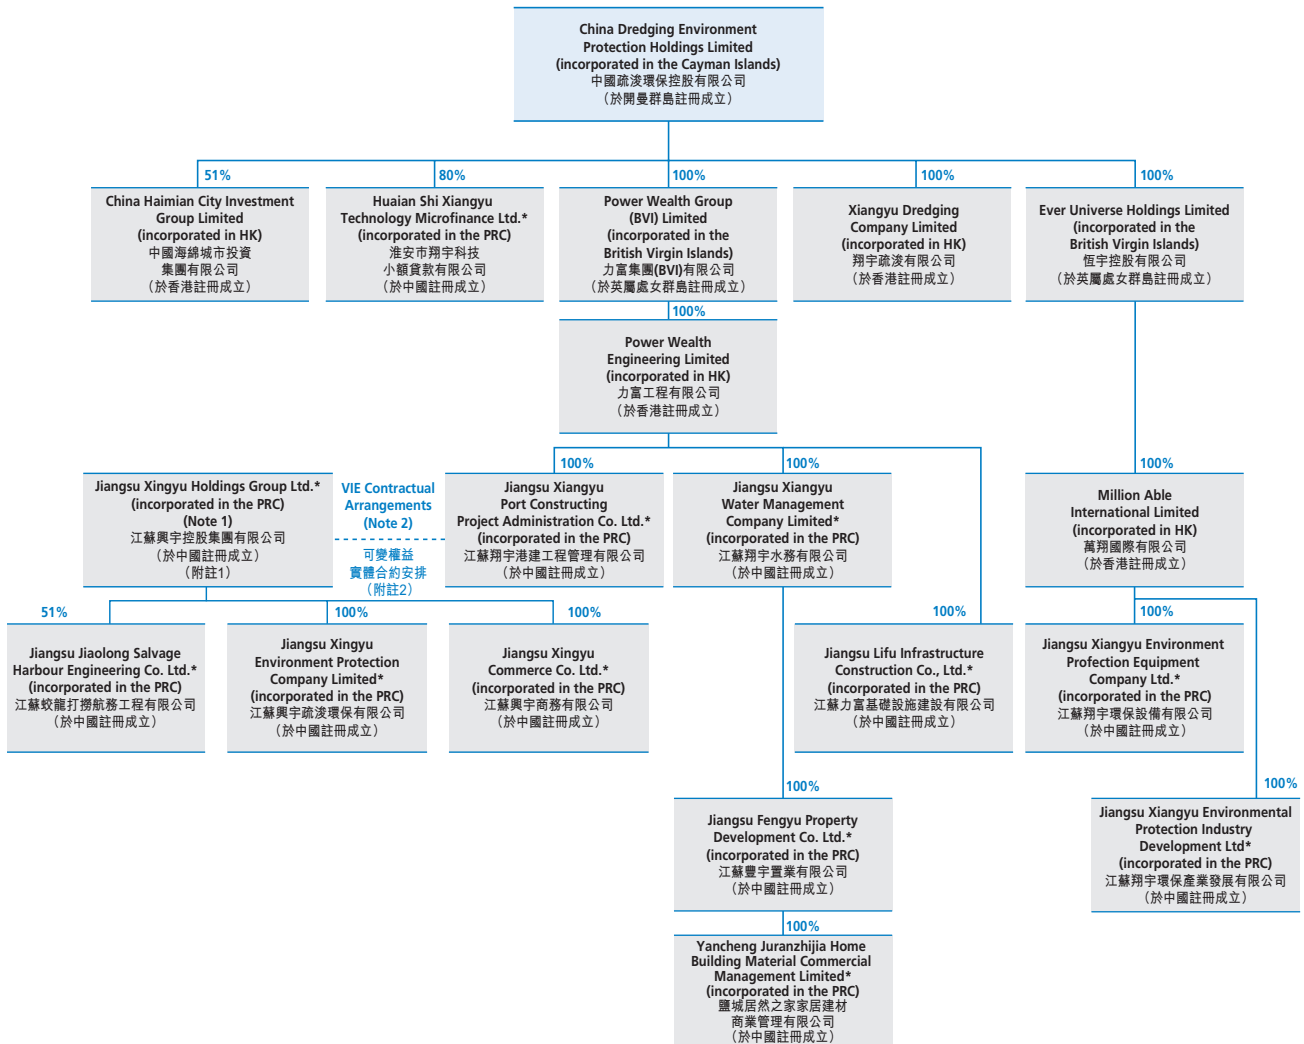 China Dredging Environment
Protection Holdings Limited
(incorporated in the Cayman Islands)
中國疏浚環保控股有限公司
（於開曼群島註冊成立）
51%
80%
100%
100%
100%
China Haimian City Investment
Group Limited
(incorporated in HK)
中國海綿城市投資
集團有限公司
（於香港註冊成立）
Huaian Shi Xiangyu
Technology Microfinance Ltd.*
(incorporated in the PRC)
淮安市翔宇科技
小額貸款有限公司
（於中國註冊成立）
Power Wealth Group
(BVI) Limited
(incorporated in the
British Virgin Islands)
力富集團(BVI)有限公司
（於英屬處女群島註冊成立）
Xiangyu Dredging
Company Limited
(incorporated in HK)
翔宇疏浚有限公司
（於香港註冊成立）
Ever Universe Holdings Limited
(incorporated in the
British Virgin Islands)
恆宇控股有限公司
（於英屬處女群島註冊成立）
100%
Power Wealth
Engineering Limited
(incorporated in HK)
力富工程有限公司
（於香港註冊成立）
100%
100%
100%
Jiangsu Xingyu Holdings Group Ltd.*
(incorporated in the PRC)
(Note 1)
江蘇興宇控股集團有限公司
（於中國註冊成立）
（附註1）
VIE Contractual
Arrangements
(Note 2)
可變權益
實體合約安排
（附註2）
Jiangsu Xiangyu
Port Constructing
Project Administration Co. Ltd.*
(incorporated in the PRC)
江蘇翔宇港建工程管理有限公司
（於中國註冊成立）
Jiangsu Xiangyu
Water Management
Company Limited*
(incorporated in the PRC)
江蘇翔宇水務有限公司
（於中國註冊成立）
Million Able
International Limited
(incorporated in HK)
萬翔國際有限公司
（於香港註冊成立）
51%
100%
100%
100%
100%
Jiangsu Jiaolong Salvage
Harbour Engineering Co. Ltd.*
(incorporated in the PRC)
江蘇蛟龍打撈航務工程有限公司
（於中國註冊成立）
Jiangsu Xingyu
Environment Protection
Company Limited*
(incorporated in the PRC)
江蘇興宇疏浚環保有限公司
（於中國註冊成立）
Jiangsu Xingyu
Commerce Co. Ltd.*
(incorporated in the PRC)
江蘇興宇商務有限公司
（於中國註冊成立）
Jiangsu Lifu Infrastructure
Construction Co., Ltd.*
(incorporated in the PRC)
江蘇力富基礎設施建設有限公司
（於中國註冊成立）
Jiangsu Xiangyu Environment
Profection Equipment
Company Ltd.*
(incorporated in the PRC)
江蘇翔宇環保設備有限公司
（於中國註冊成立）
100%
100%
Jiangsu Fengyu Property
Development Co. Ltd.*
(incorporated in the PRC)
江蘇豐宇置業有限公司
（於中國註冊成立）
Jiangsu Xiangyu Environmental
Protection Industry
Development Ltd*
(incorporated in the PRC)
江蘇翔宇環保產業發展有限公司
（於中國註冊成立）
100%
Yancheng Juranzhijia Home
Building Material Commercial
Management Limited*
(incorporated in the PRC)
鹽城居然之家家居建材
商業管理有限公司
（於中國註冊成立）